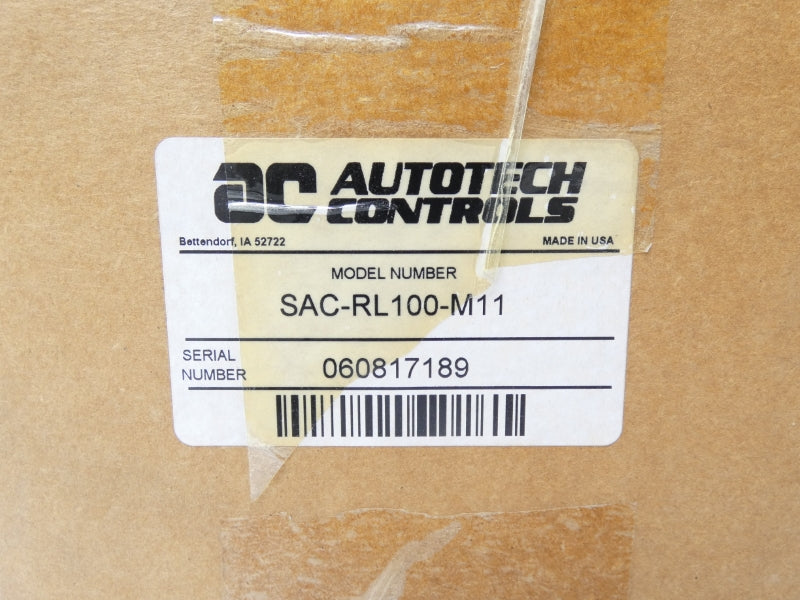 AC AUTOTECH
CONTROLS
Bettendorf, IA 52722 MADE IN USA
MODEL NUMBER
SAC-RL100-M11
SERIAL
NUMBER 060817189